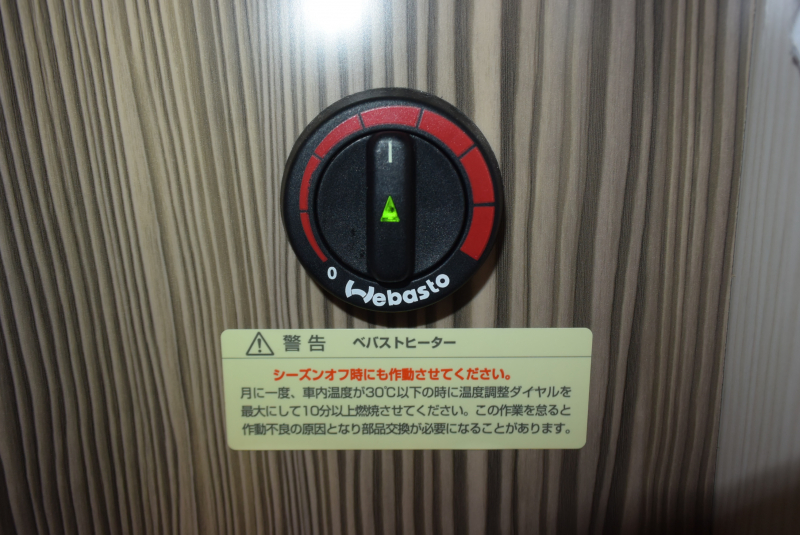 0
Webasto
警告 ベバストヒーター
シーズンオフ時にも作動させてください。
月に一度、車内温度が30℃以下の時に温度調整ダイヤルを
最大にして10分以上燃焼させてください。この作業を怠ると
作動不良の原因となり部品交換が必要になることがあります。